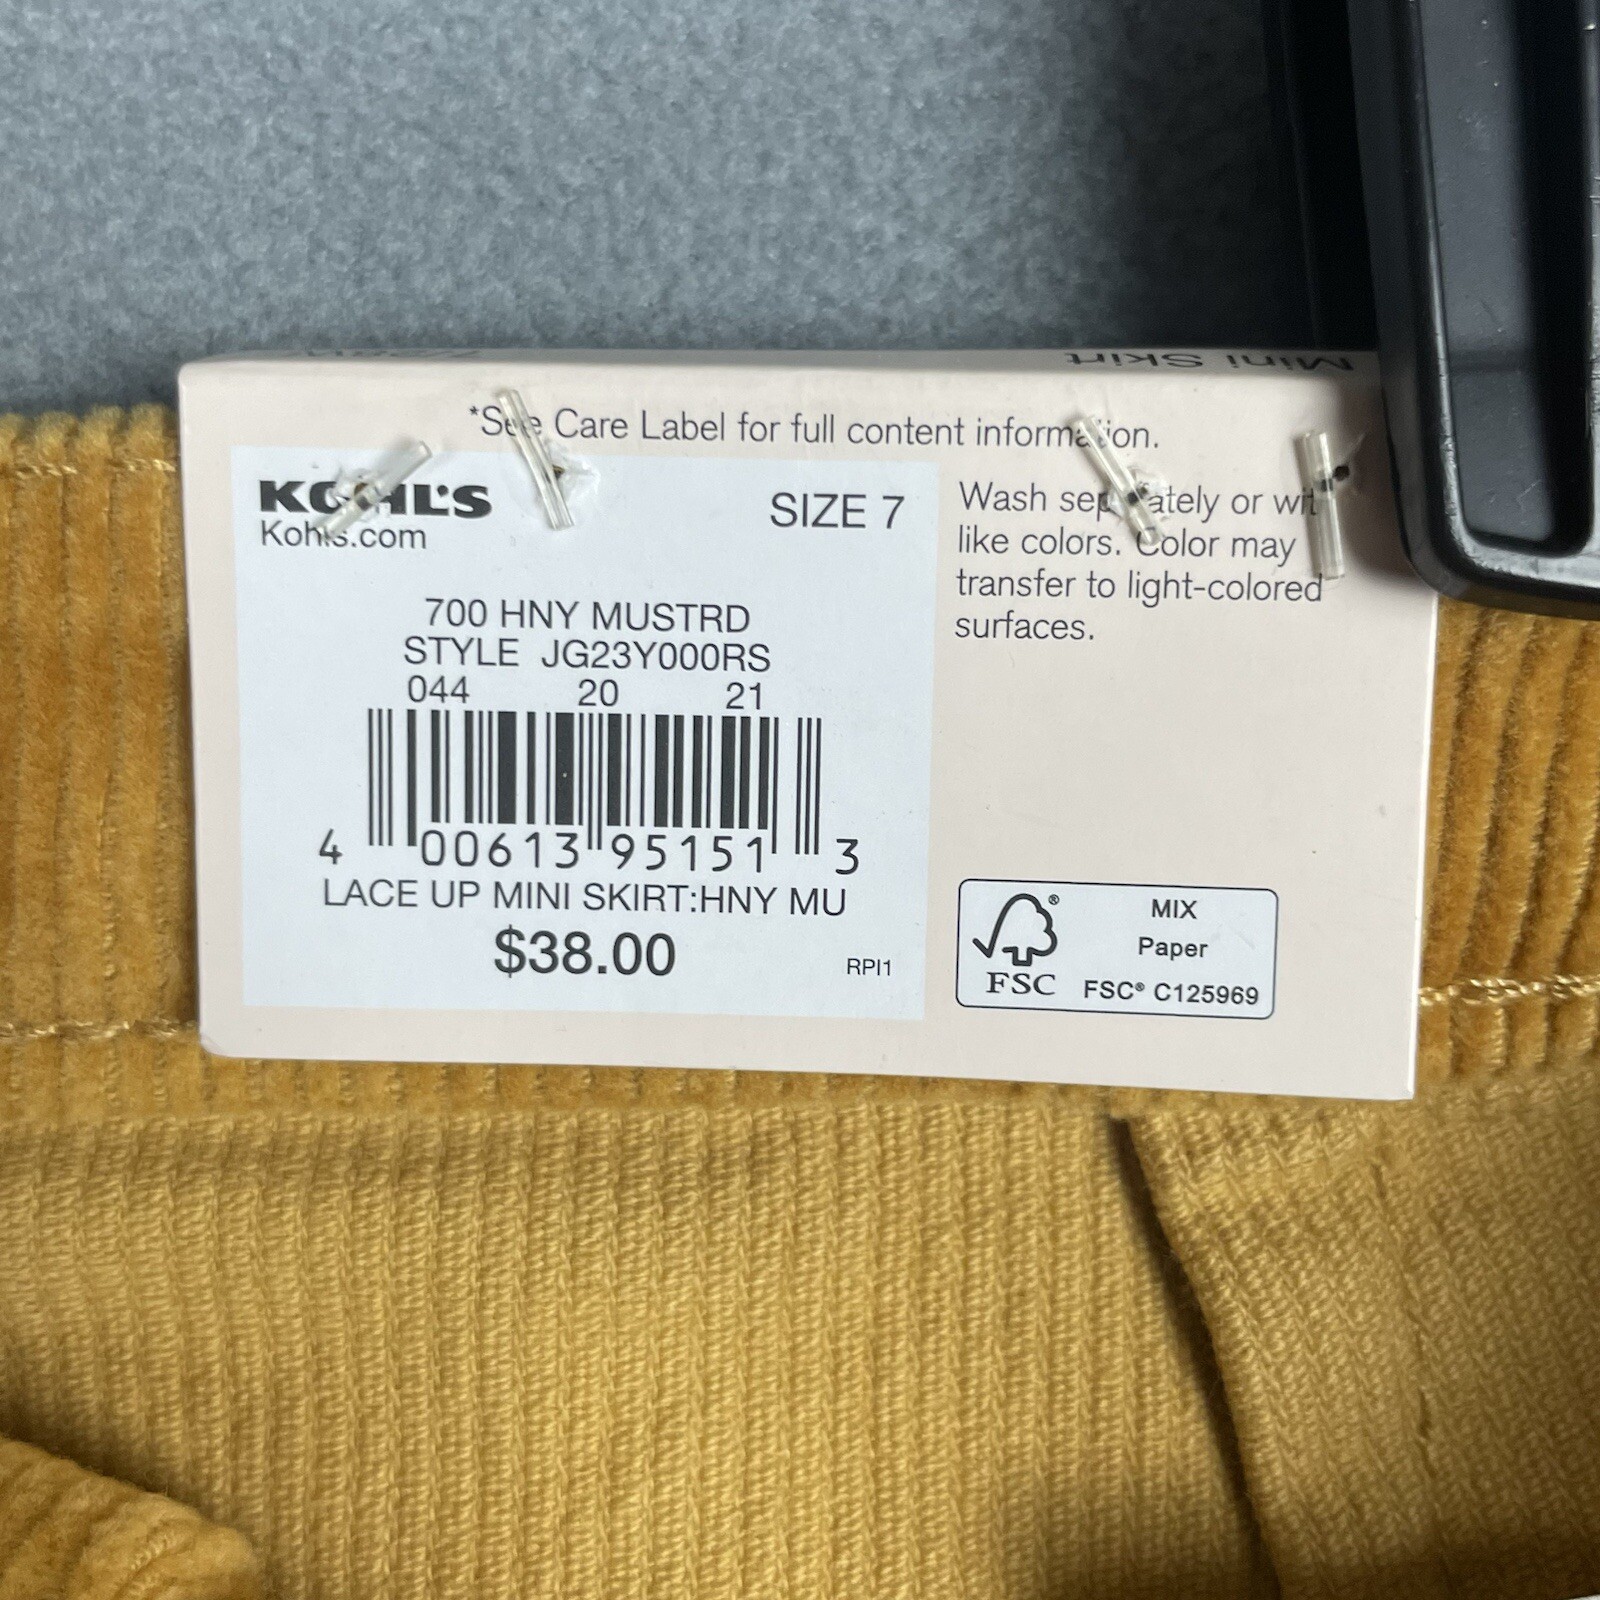 Mini Skirt
*See Care Label for full content information.
KOHL'S
Kohls.com
SIZE 7
700 HNY MUSTRD
STYLE JG23Y000RS
044 20 21
4 00613 95151 3
LACE UP MINI SKIRT:HNY MU
$38.00
RPI1
Wash separately or with
like colors. Color may
transfer to light-colored
surfaces.
FSC®
MIX
Paper
FSC® C125969